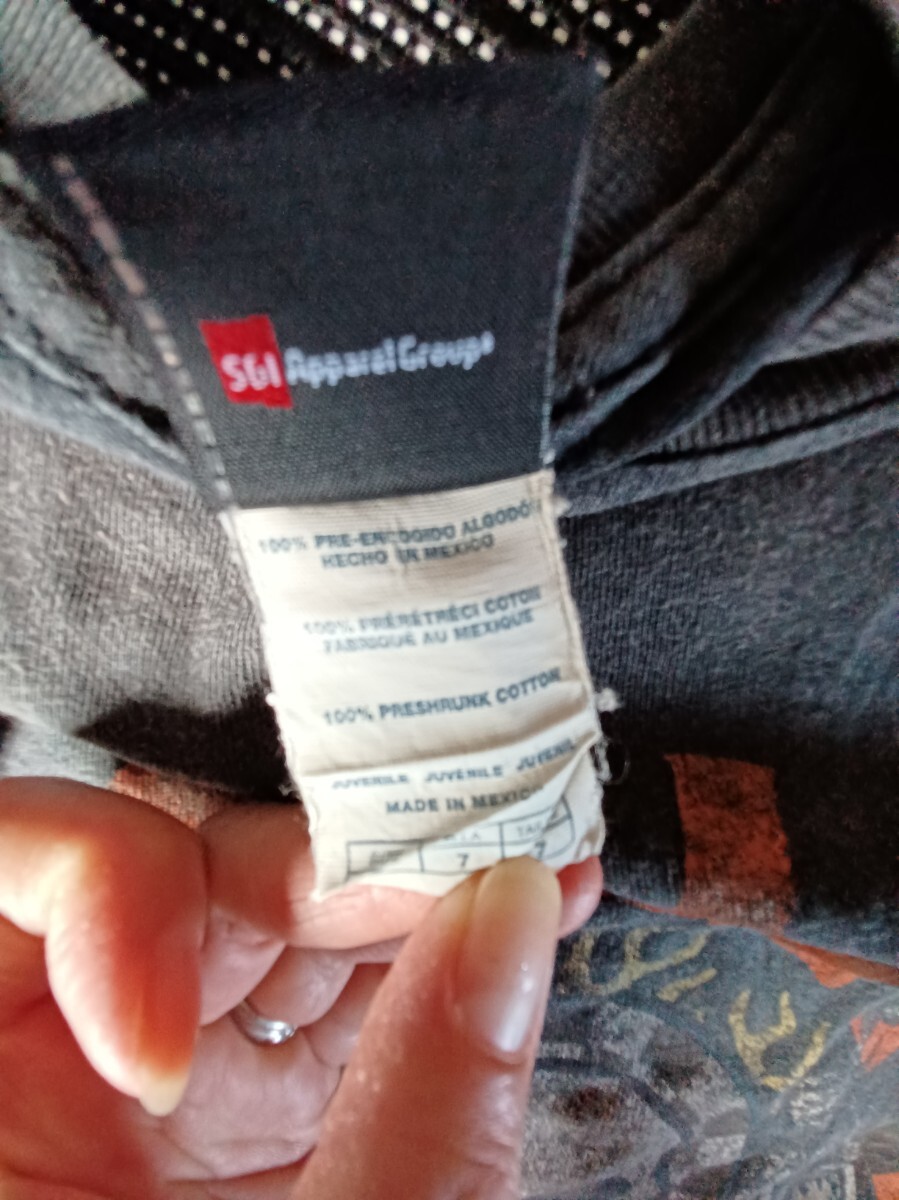 SGI Apparel Group
100% PRE-ENCOGIDO ALGODÓN
HECHO EN MEXICO
100% PRÉRÉTRÉCI COTON
FABRIQUÉ AU MEXIQUE
100% PRESHRUNK COTTON
JUVENILE JUVENILE JUVENIL
MADE IN MEXICO
7 7